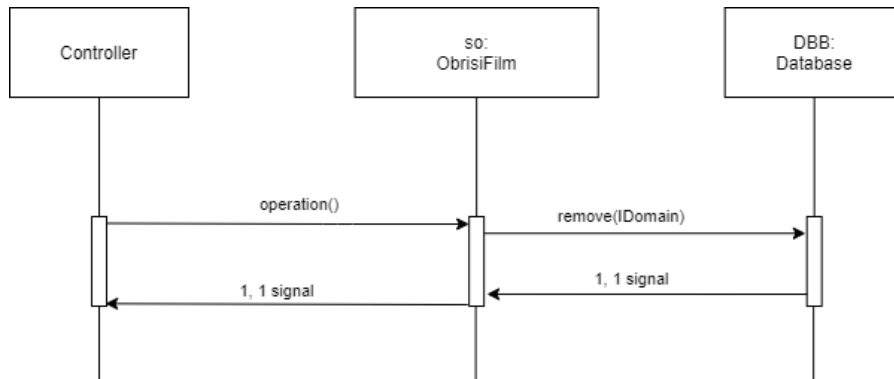 Controller
so:
ObrisiFilm
DBB:
Database
operation()
remove(IDomain)
1, 1 signal
1, 1 signal